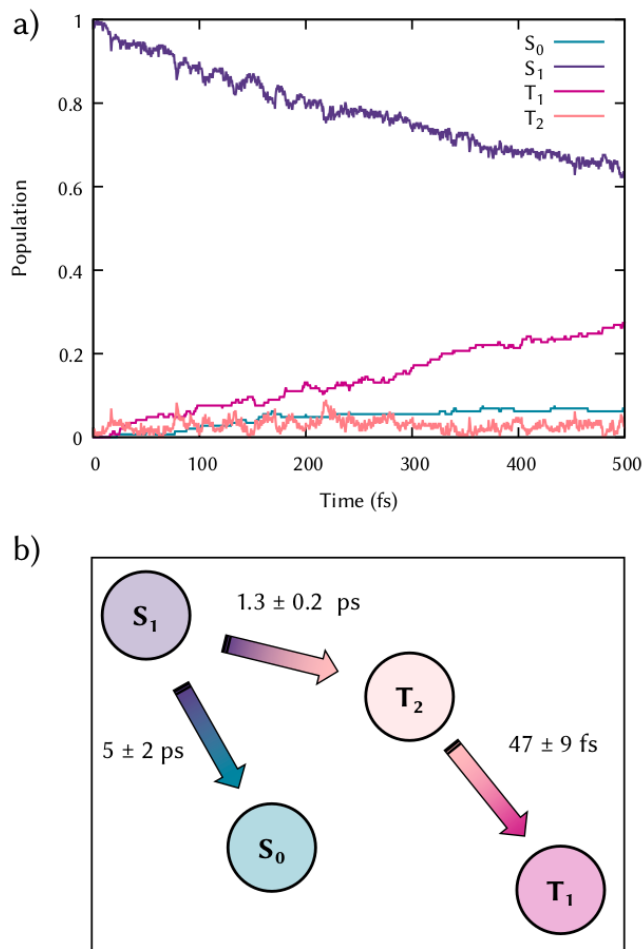 a)
1
0.8
0.6
0.4
0.2
0
Population
S0
S1
T1
T2
0 100 200 300 400 500
Time (fs)
b)
S1
1.3 ± 0.2 ps
T2
5 ± 2 ps
47 ± 9 fs
S0
T1